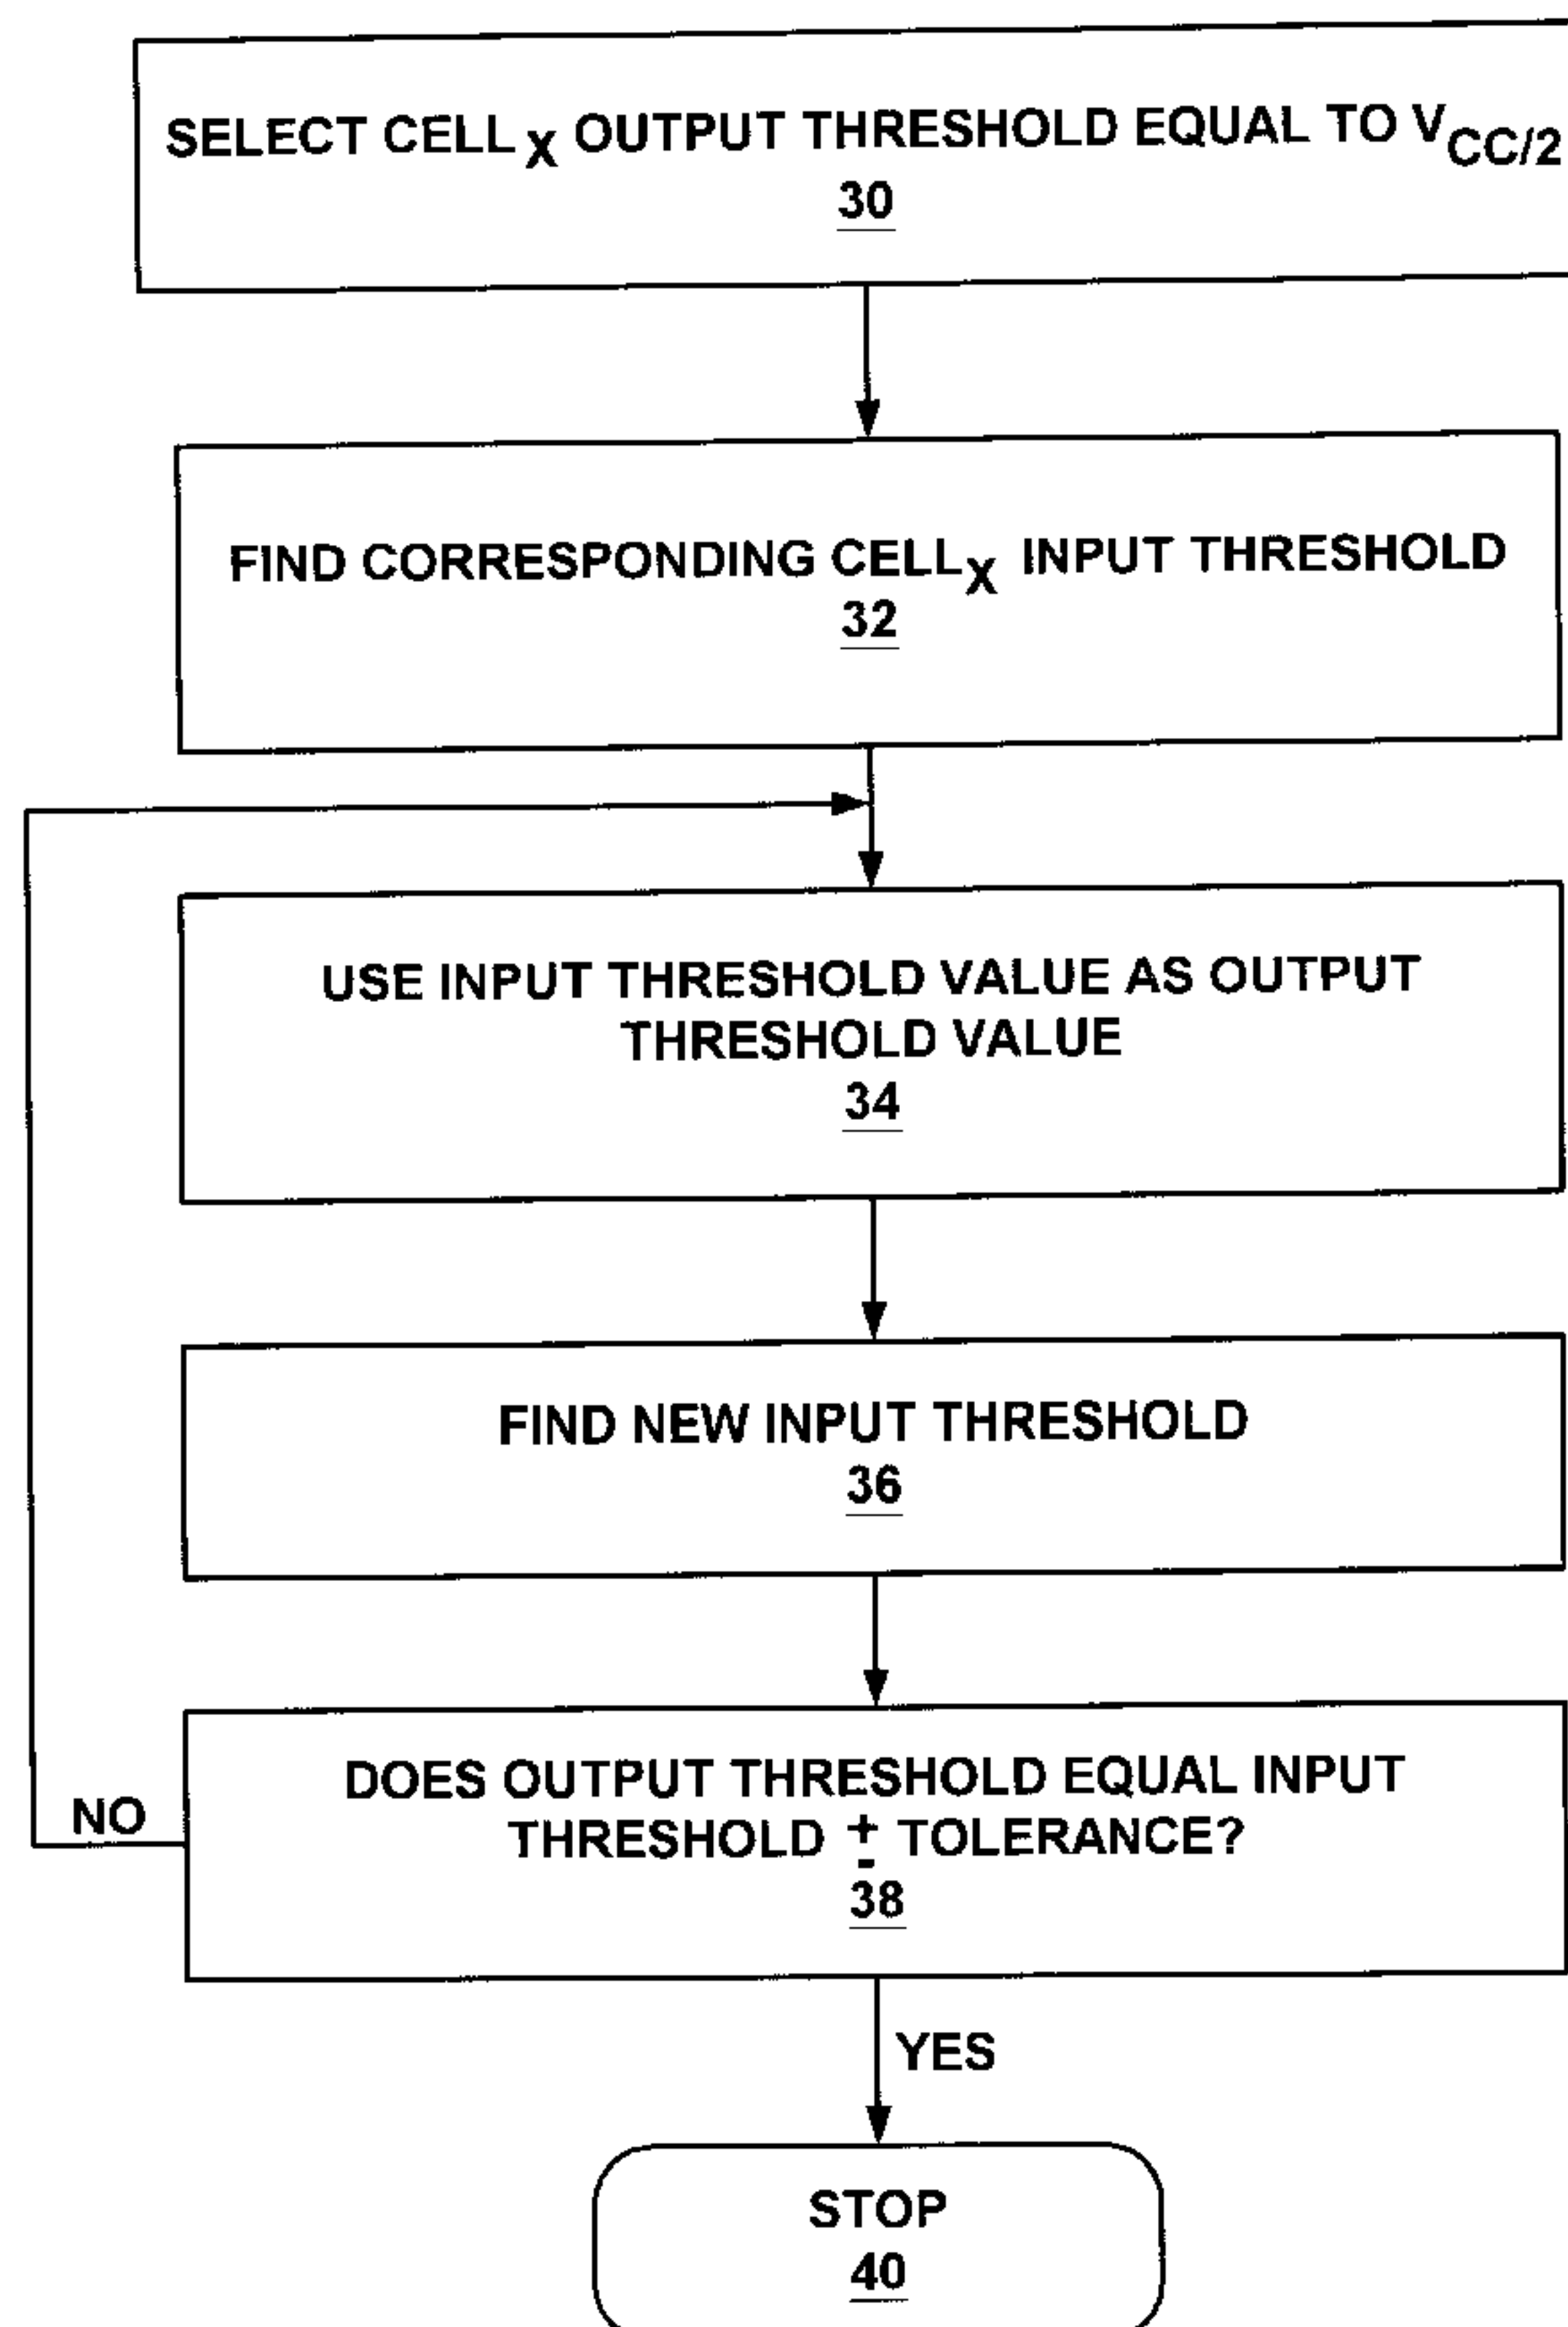 SELECT CELL X OUTPUT THRESHOLD EQUAL TO VCC/2
30
FIND CORRESPONDING CELLX INPUT THRESHOLD
32
USE INPUT THRESHOLD VALUE AS OUTPUT
THRESHOLD VALUE
34
FIND NEW INPUT THRESHOLD
36
DOES OUTPUT THRESHOLD EQUAL INPUT
THRESHOLD ± TOLERANCE?
38
NO
YES
STOP
40